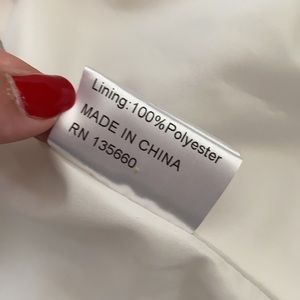 Lining:100%Polyester
MADE IN CHINA
RN 135660